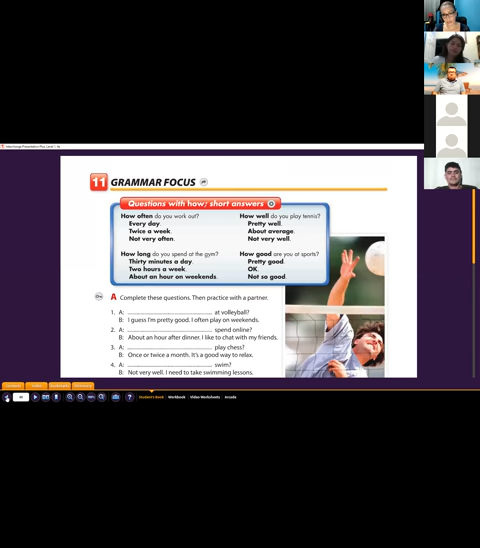 11 GRAMMAR FOCUS
Questions with how; short answers
How often do you work out?
Every day.
Twice a week.
Not very often.
How long do you spend at the gym?
Thirty minutes a day.
Two hours a week.
About an hour on weekends.
How well do you play tennis?
Pretty well.
About average.
Not very well.
How good are you at sports?
Pretty good.
OK.
Not so good.
A Complete these questions. Then practice with a partner.
1. A: at volleyball?
B: I guess I'm pretty good. I often play on weekends.
2. A: spend online?
B: About an hour after dinner. I like to chat with my friends.
3. A: play chess?
B: Once or twice a month. It's a good way to relax.
4. A: swim?
B: Not very well. I need to take swimming lessons.
Student's Book Workbook Video Worksheets Arcade